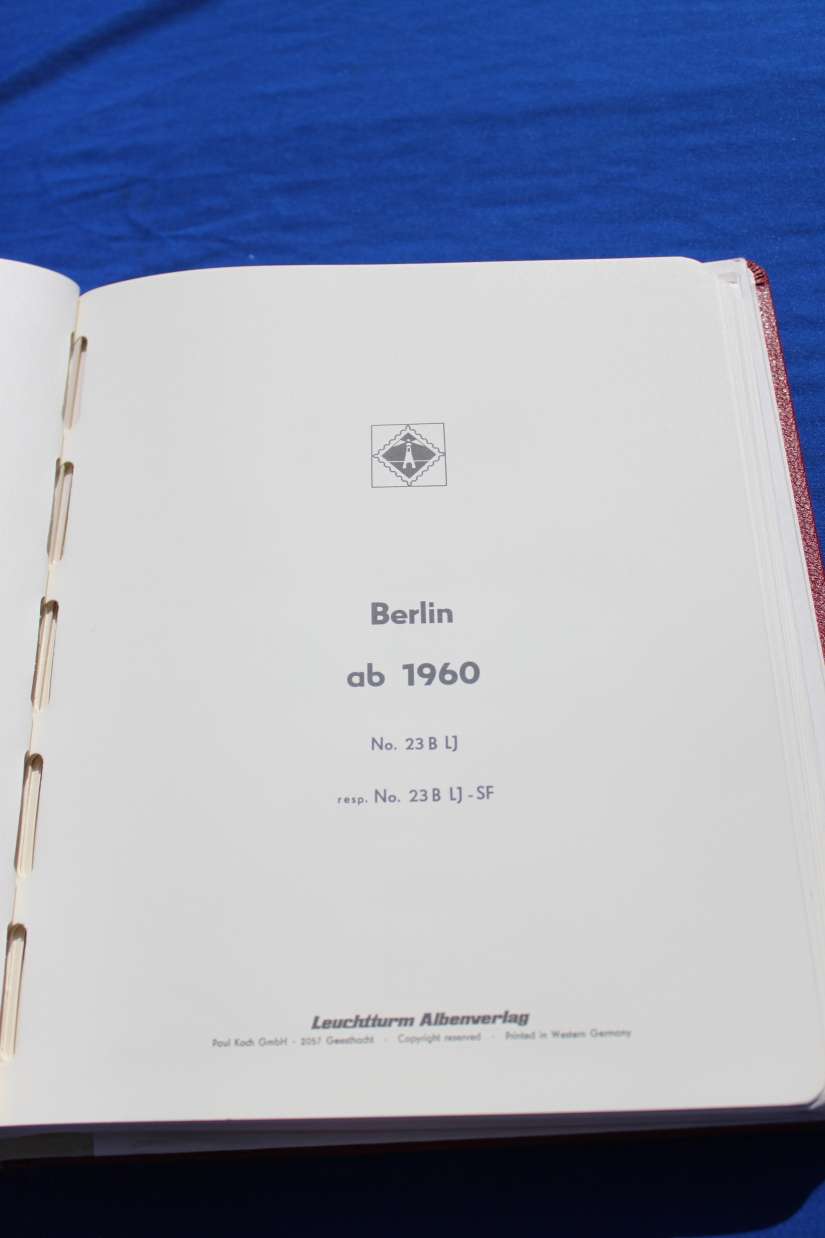 Berlin
ab 1960
No. 23 B LJ
resp. No. 23 B LJ - SF
Leuchtturm Albenverlag
Paul Koch GmbH · 2057 Geesthacht · Copyright reserved · Printed in Western Germany